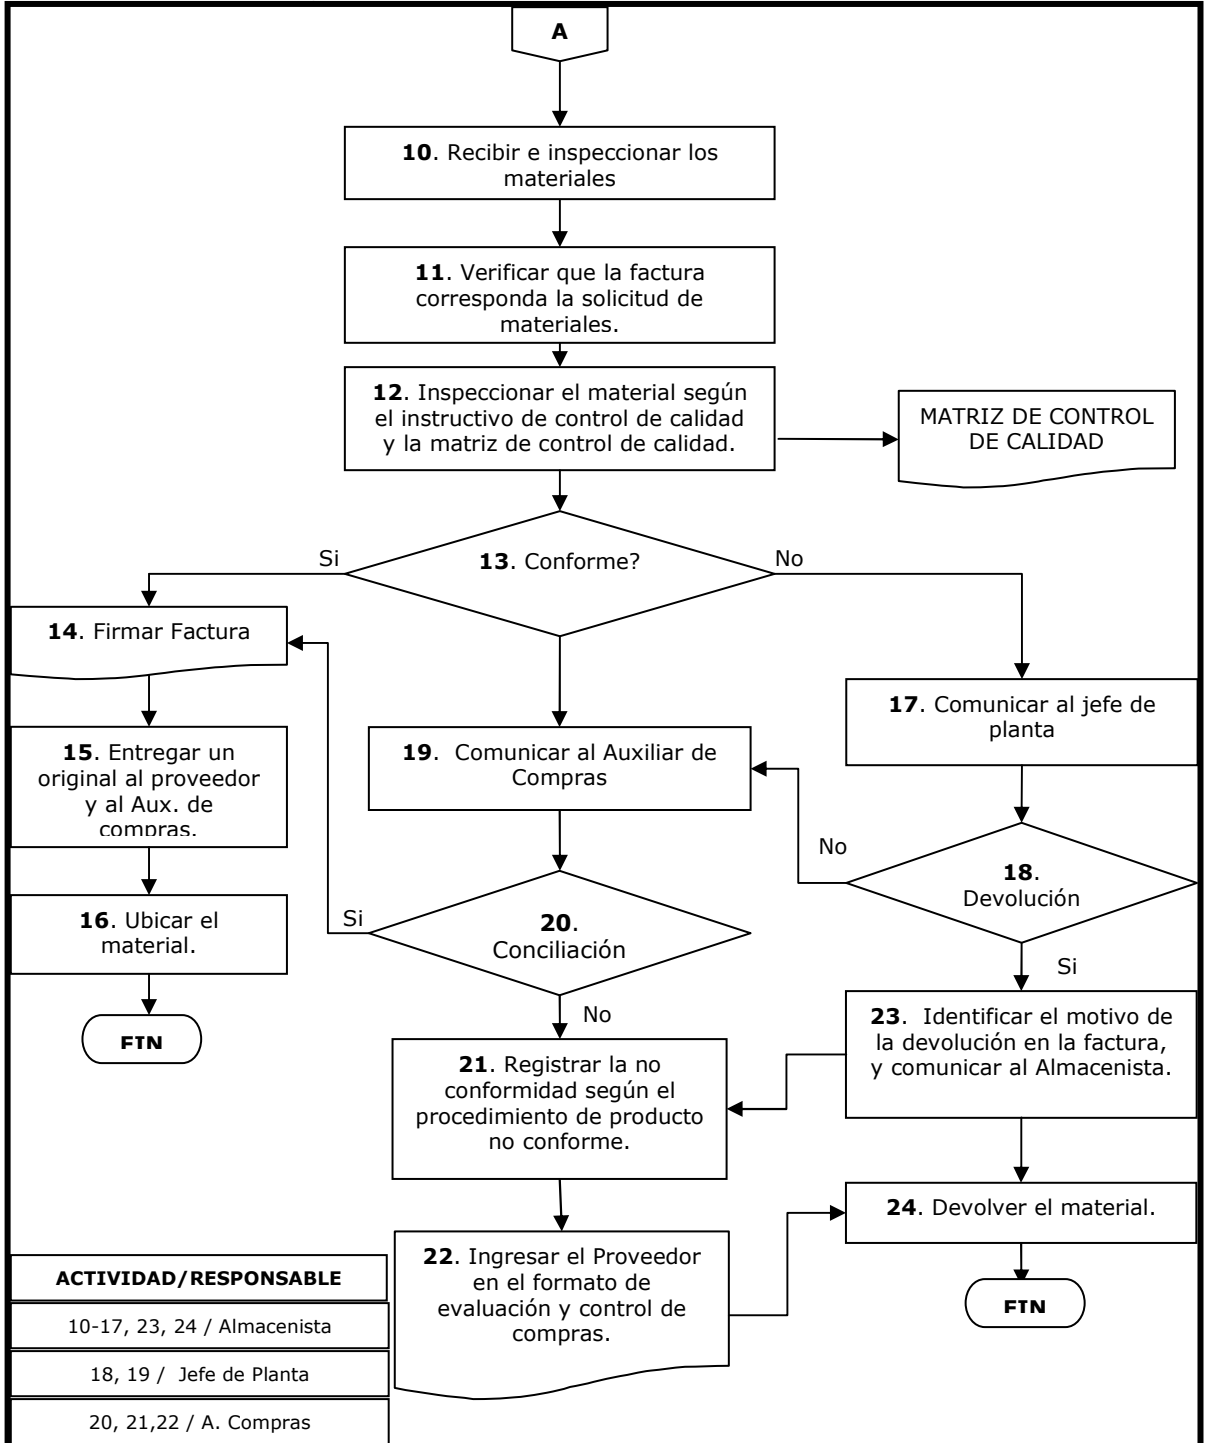 A
10. Recibir e inspeccionar los
materiales
11. Verificar que la factura
corresponda la solicitud de
materiales.
12. Inspeccionar el material según
el instructivo de control de calidad
y la matriz de control de calidad.
MATRIZ DE CONTROL
DE CALIDAD
13. Conforme?
Si
No
14. Firmar Factura
15. Entregar un
original al proveedor
y al Aux. de
compras.
16. Ubicar el
material.
FIN
17. Comunicar al jefe de
planta
19. Comunicar al Auxiliar de
Compras
18.
Devolución
No
Si
20.
Conciliación
Si
No
23. Identificar el motivo de
la devolución en la factura,
y comunicar al Almacenista.
21. Registrar la no
conformidad según el
procedimiento de producto
no conforme.
24. Devolver el material.
22. Ingresar el Proveedor
en el formato de
evaluación y control de
compras.
FIN
ACTIVIDAD/RESPONSABLE
10-17, 23, 24 / Almacenista
18, 19 / Jefe de Planta
20, 21,22 / A. Compras